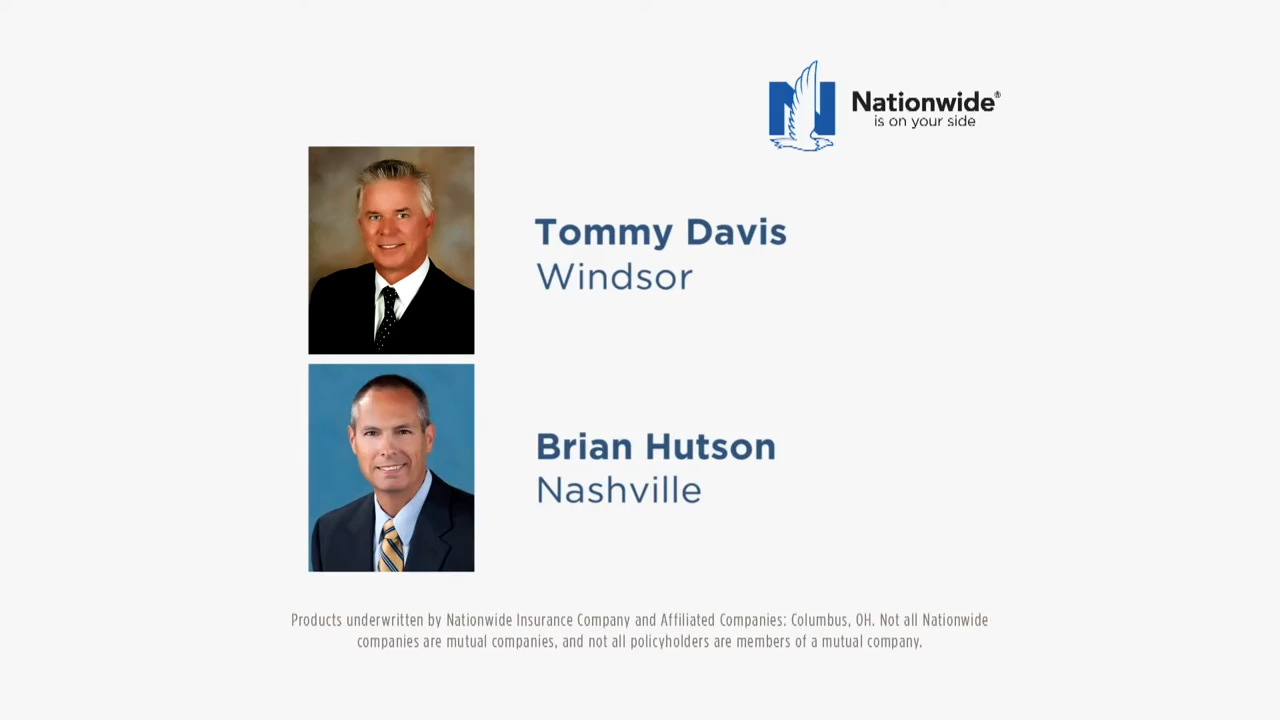 Nationwide®
is on your side
Tommy Davis
Windsor
Brian Hutson
Nashville
Products underwritten by Nationwide Insurance Company and Affiliated Companies; Columbus, OH. Not all Nationwide
companies are mutual companies, and not all policyholders are members of a mutual company.